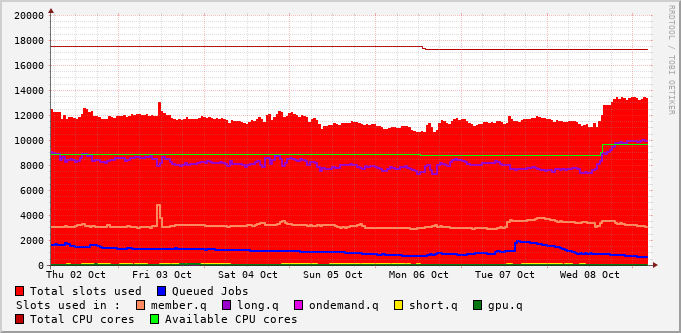 RRDTOOL / TOBI OETIKER
20000
18000
16000
14000
12000
10000
8000
6000
4000
2000
0
Thu 02 Oct Fri 03 Oct Sat 04 Oct Sun 05 Oct Mon 06 Oct Tue 07 Oct Wed 08 Oct
Total slots used Queued Jobs
Slots used in : member.q long.q ondemand.q short.q gpu.q
Total CPU cores Available CPU cores